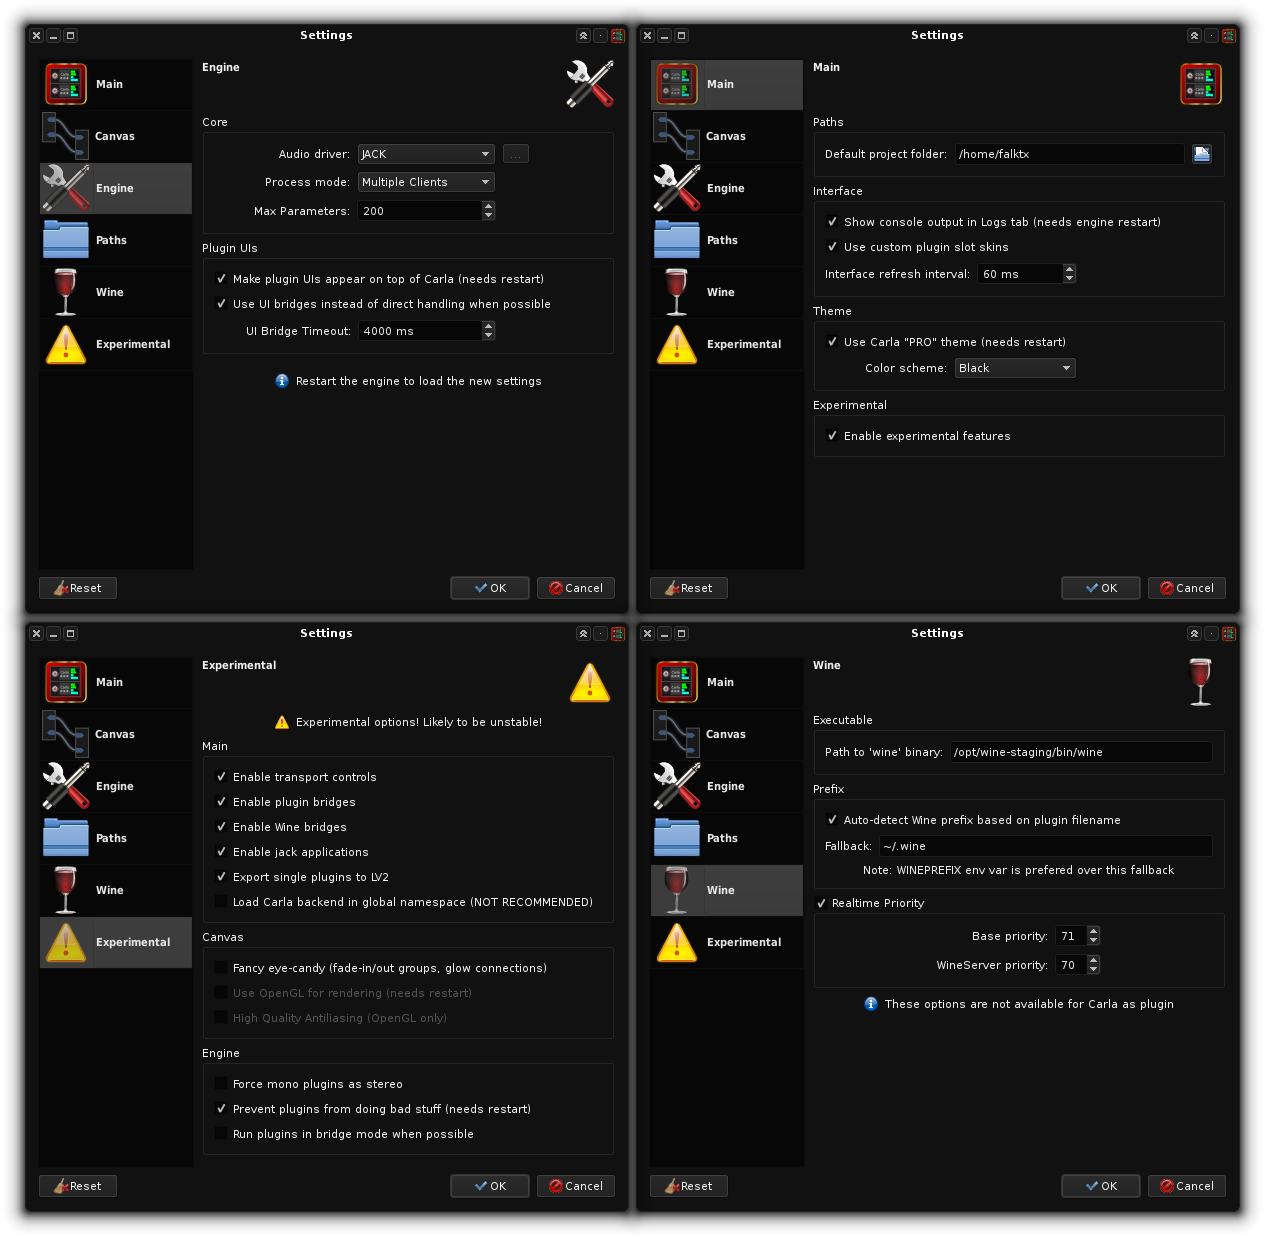 Settings
Main
Canvas
Engine
Paths
Wine
Experimental
Engine
Core
Audio driver: JACK ...
Process mode: Multiple Clients
Max Parameters: 200
Plugin UIs
Make plugin UIs appear on top of Carla (needs restart)
Use UI bridges instead of direct handling when possible
UI Bridge Timeout: 4000 ms
Restart the engine to load the new settings
Reset OK Cancel
Settings
Main
Canvas
Engine
Paths
Wine
Experimental
Main
Paths
Default project folder: /home/falktx
Interface
Show console output in Logs tab (needs engine restart)
Use custom plugin slot skins
Interface refresh interval: 60 ms
Theme
Use Carla "PRO" theme (needs restart)
Color scheme: Black
Experimental
Enable experimental features
Reset OK Cancel
Settings
Main
Canvas
Engine
Paths
Wine
Experimental
Experimental
Experimental options! Likely to be unstable!
Main
Enable transport controls
Enable plugin bridges
Enable Wine bridges
Enable jack applications
Export single plugins to LV2
Load Carla backend in global namespace (NOT RECOMMENDED)
Canvas
Fancy eye-candy (fade-in/out groups, glow connections)
Use OpenGL for rendering (needs restart)
High Quality Antiliasing (OpenGL only)
Engine
Force mono plugins as stereo
Prevent plugins from doing bad stuff (needs restart)
Run plugins in bridge mode when possible
Reset OK Cancel
Settings
Main
Canvas
Engine
Paths
Wine
Experimental
Wine
Executable
Path to 'wine' binary: /opt/wine-staging/bin/wine
Prefix
Auto-detect Wine prefix based on plugin filename
Fallback: ~/.wine
Note: WINEPREFIX env var is prefered over this fallback
Realtime Priority
Base priority: 71
WineServer priority: 70
These options are not available for Carla as plugin
Reset OK Cancel